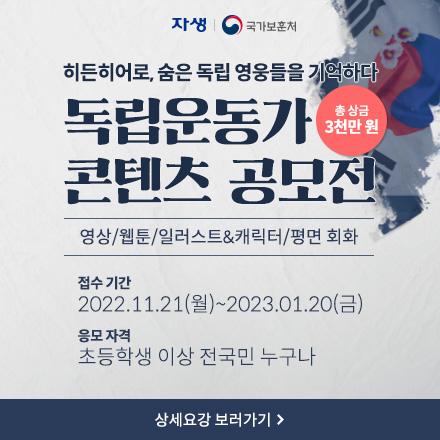 자생 국가보훈처
히든히어로, 숨은 독립 영웅들을 기억하다
독립운동가
총 상금
3천만 원
콘텐츠 공모전
영상/웹툰/일러스트&캐릭터/평면 회화
접수 기간
2022.11.21(월)~2023.01.20(금)
응모 자격
초등학생 이상 전국민 누구나
상세요강 보러가기 >